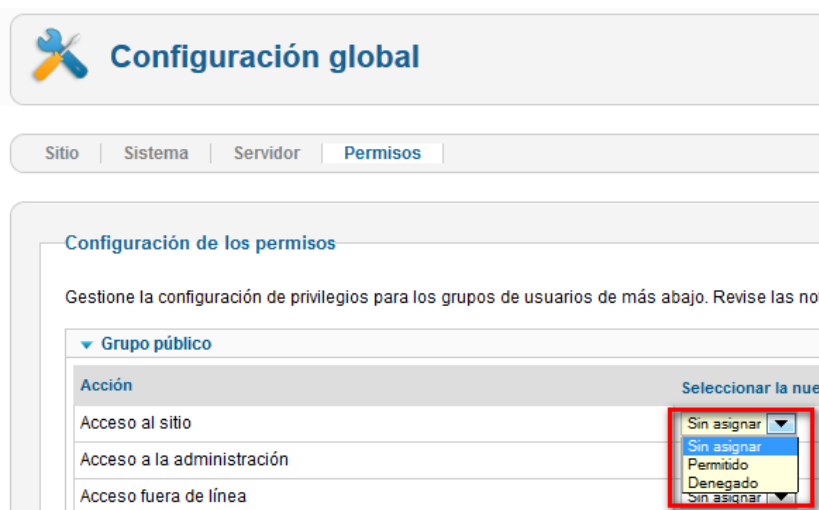 Configuración global
Sitio Sistema Servidor Permisos
Configuración de los permisos
Gestione la configuración de privilegios para los grupos de usuarios de más abajo. Revise las
Grupo público
Acción Seleccionar la
Acceso al sitio Sin asignar
Sin asignar
Acceso a la administración Permitido
Denegado
Acceso fuera de línea Sin asignar